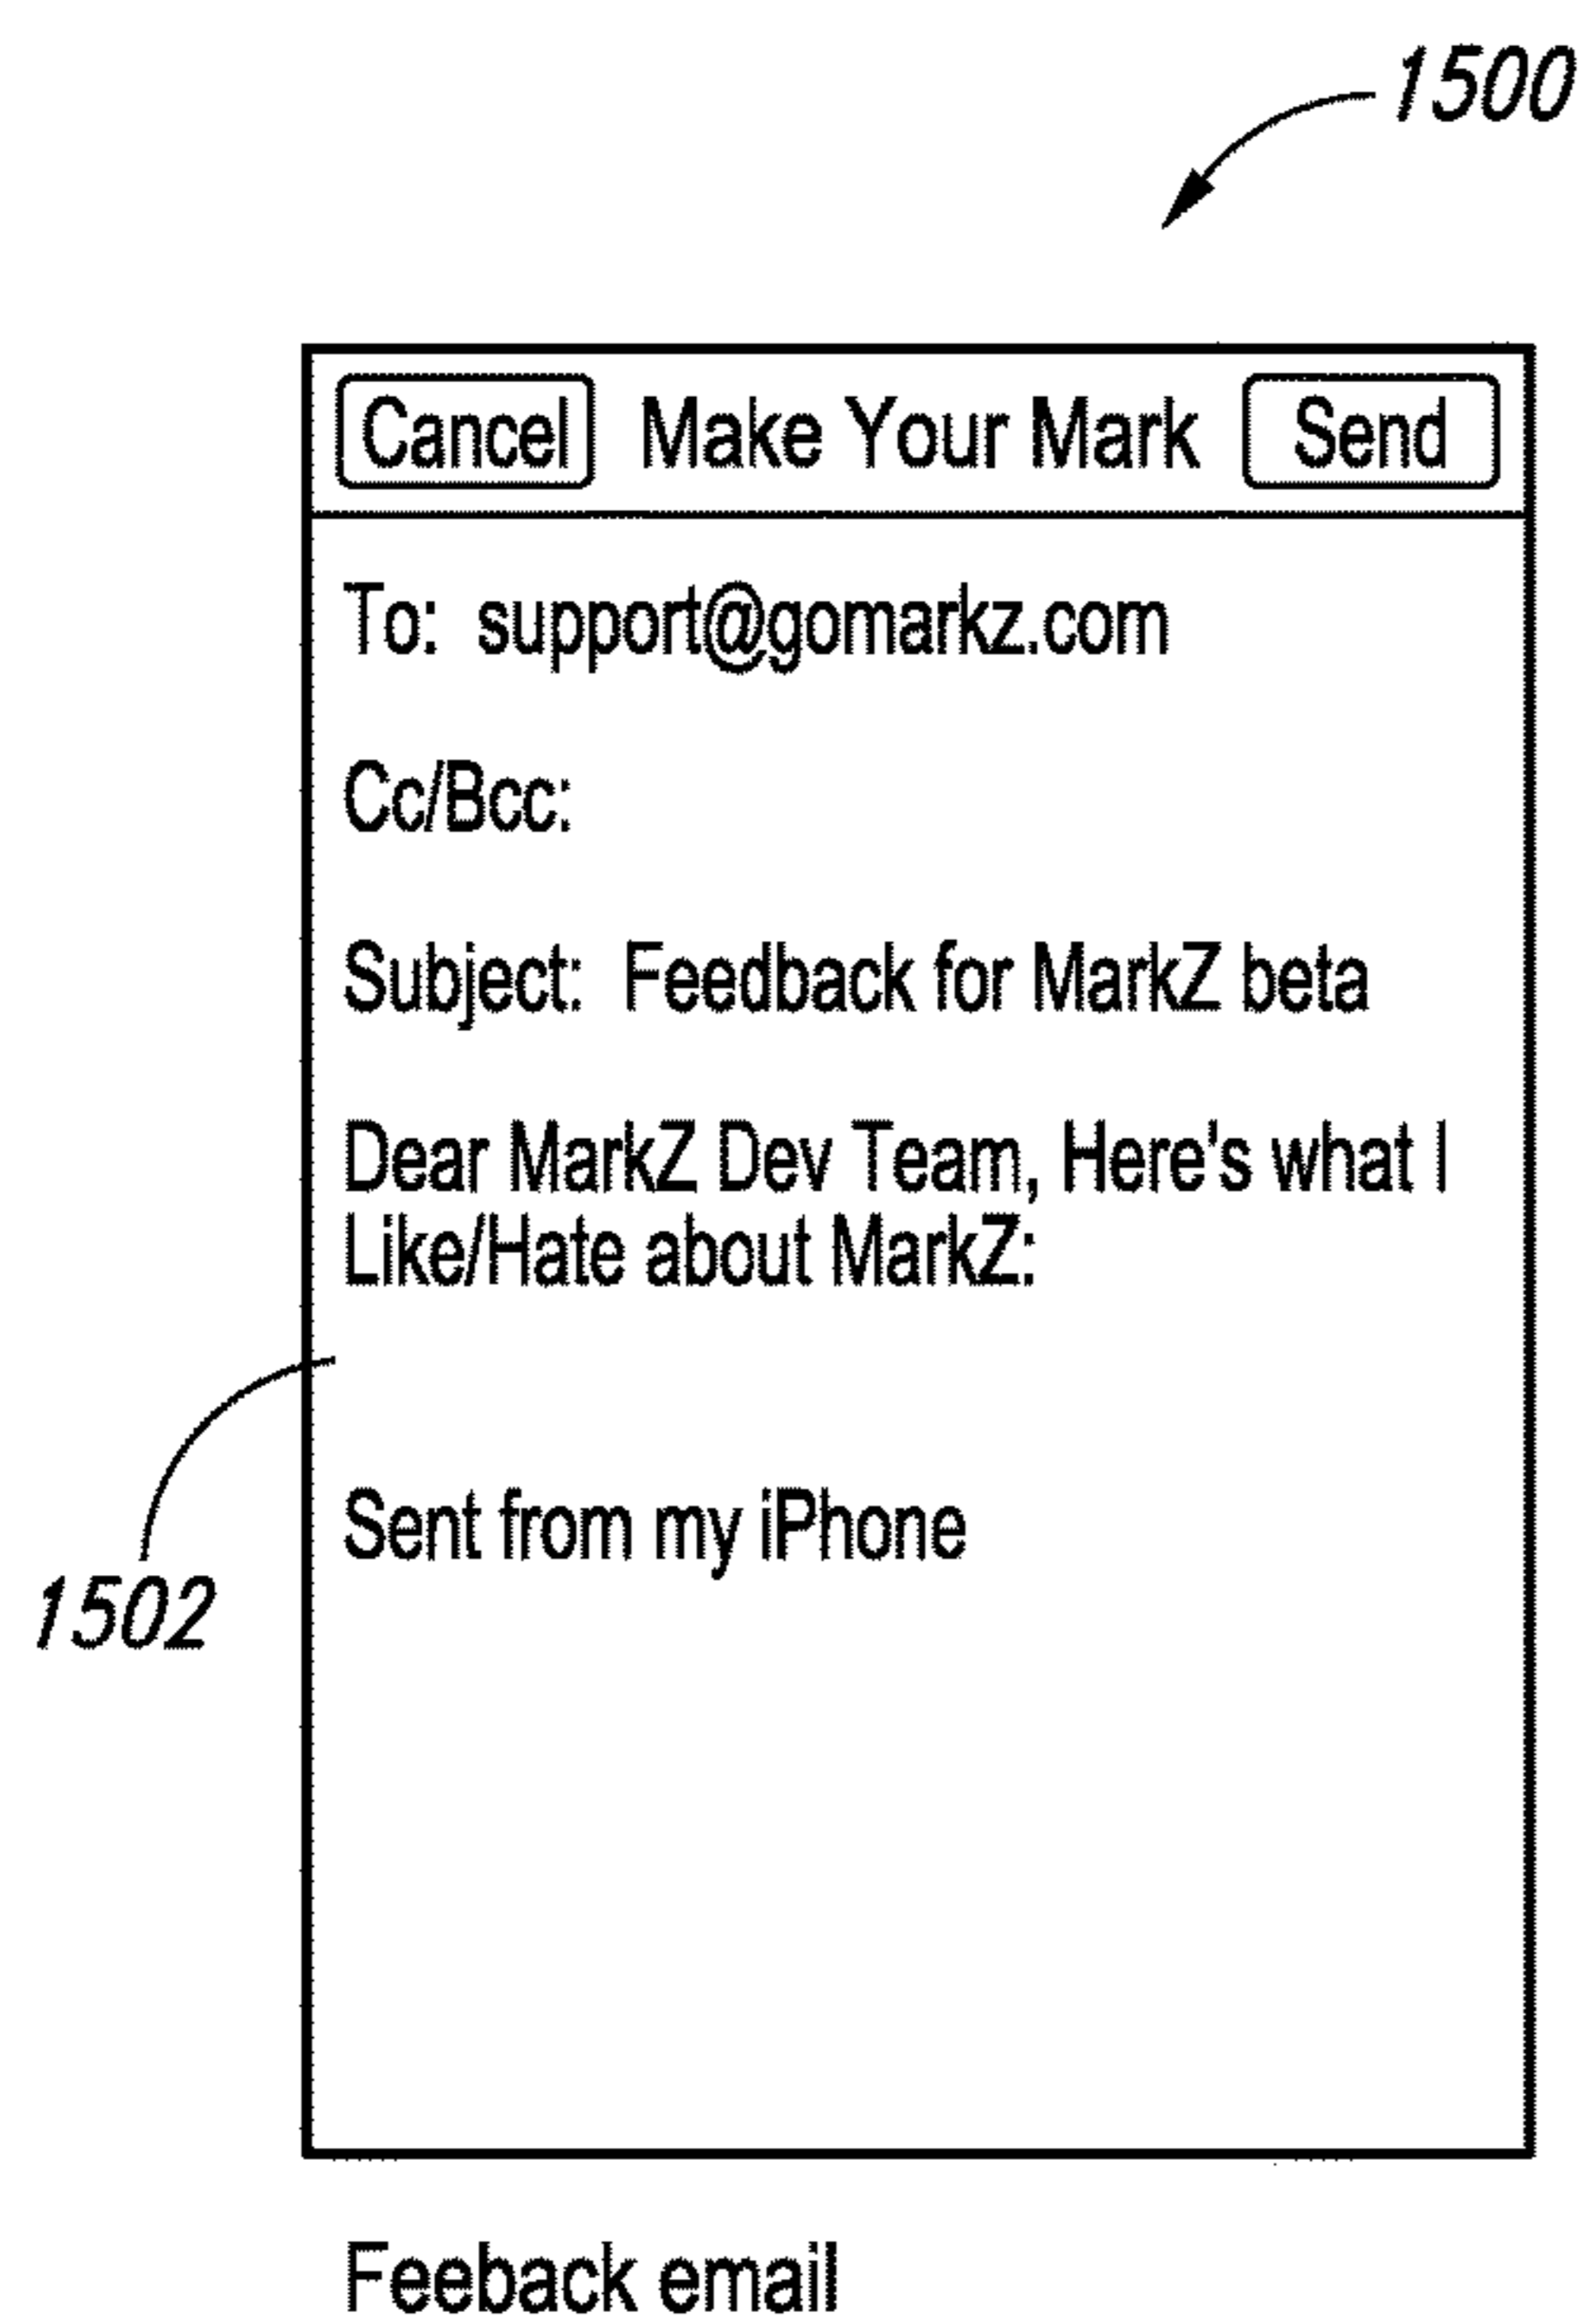 1500
Cancel Make Your Mark Send
To: support@gomarkz.com
Cc/Bcc:
Subject: Feedback for MarkZ beta
Dear MarkZ Dev Team, Here's what I
Like/Hate about MarkZ:
Sent from my iPhone
1502
Feeback email